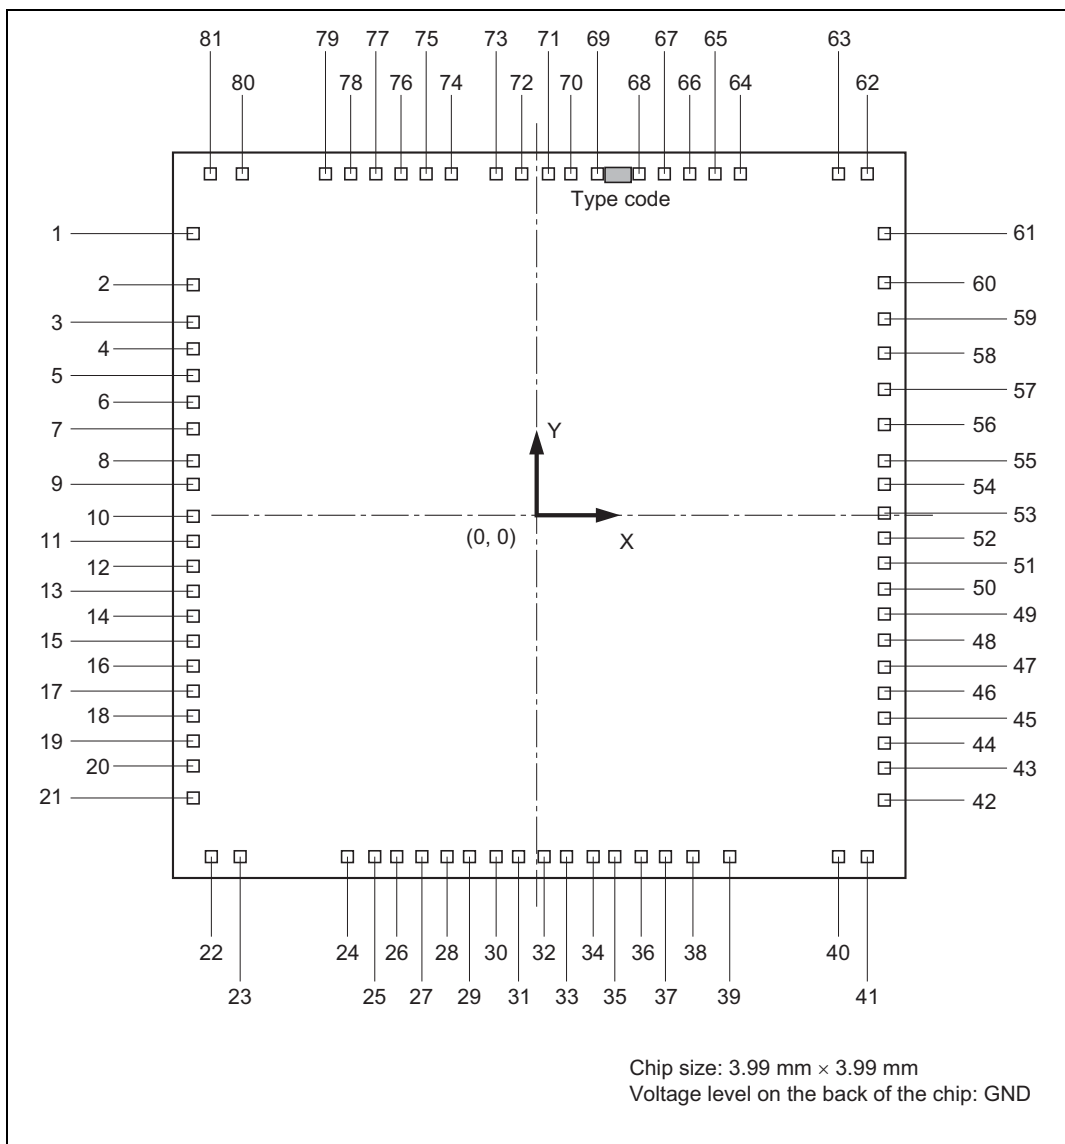 81 79 77 75 73 71 69 67 65 63
80 78 76 74 72 70 68 66 64 62
Type code
1 61
2 60
3 59
4 58
5 57
6 56
7 Y
8 55
9 54
10 53
(0, 0) X
11 52
12 51
13 50
14 49
15 48
16 47
17 46
18 45
19 44
20 43
21 42
22 24 26 28 30 32 34 36 38 40
23 25 27 29 31 33 35 37 39 41
Chip size: 3.99 mm × 3.99 mm
Voltage level on the back of the chip: GND